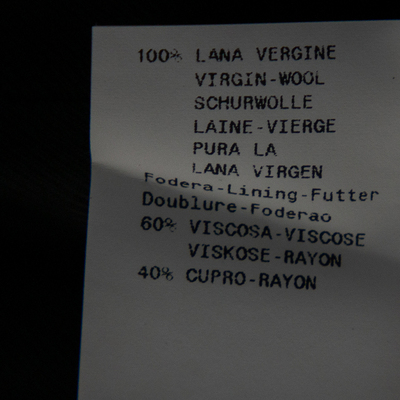 100% LANA VERGINE
VIRGIN-WOOL
SCHURWOLLE
LAINE-VIERGE
PURA LA
LANA VIRGEN
Fodera-Lining-Futter
Doublure-Foderao
60% VISCOSA-VISCOSE
VISKOSE-RAYON
40% CUPRO-RAYON